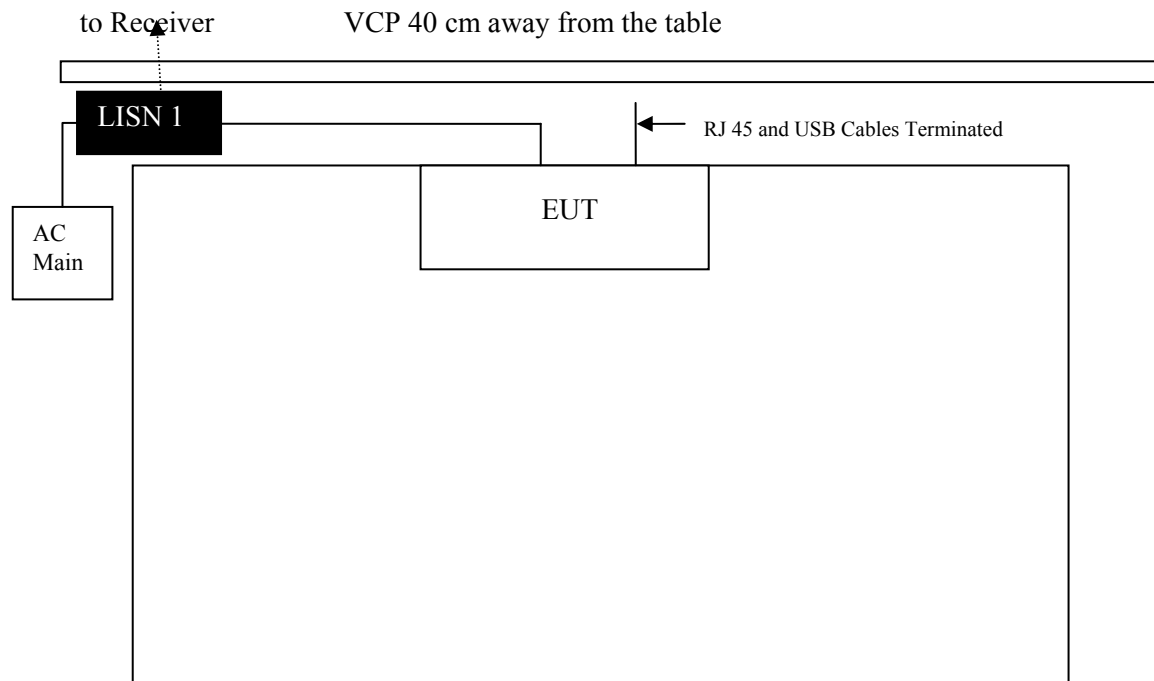 to Receiver
VCP 40 cm away from the table
LISN 1
RJ 45 and USB Cables Terminated
EUT
AC
Main